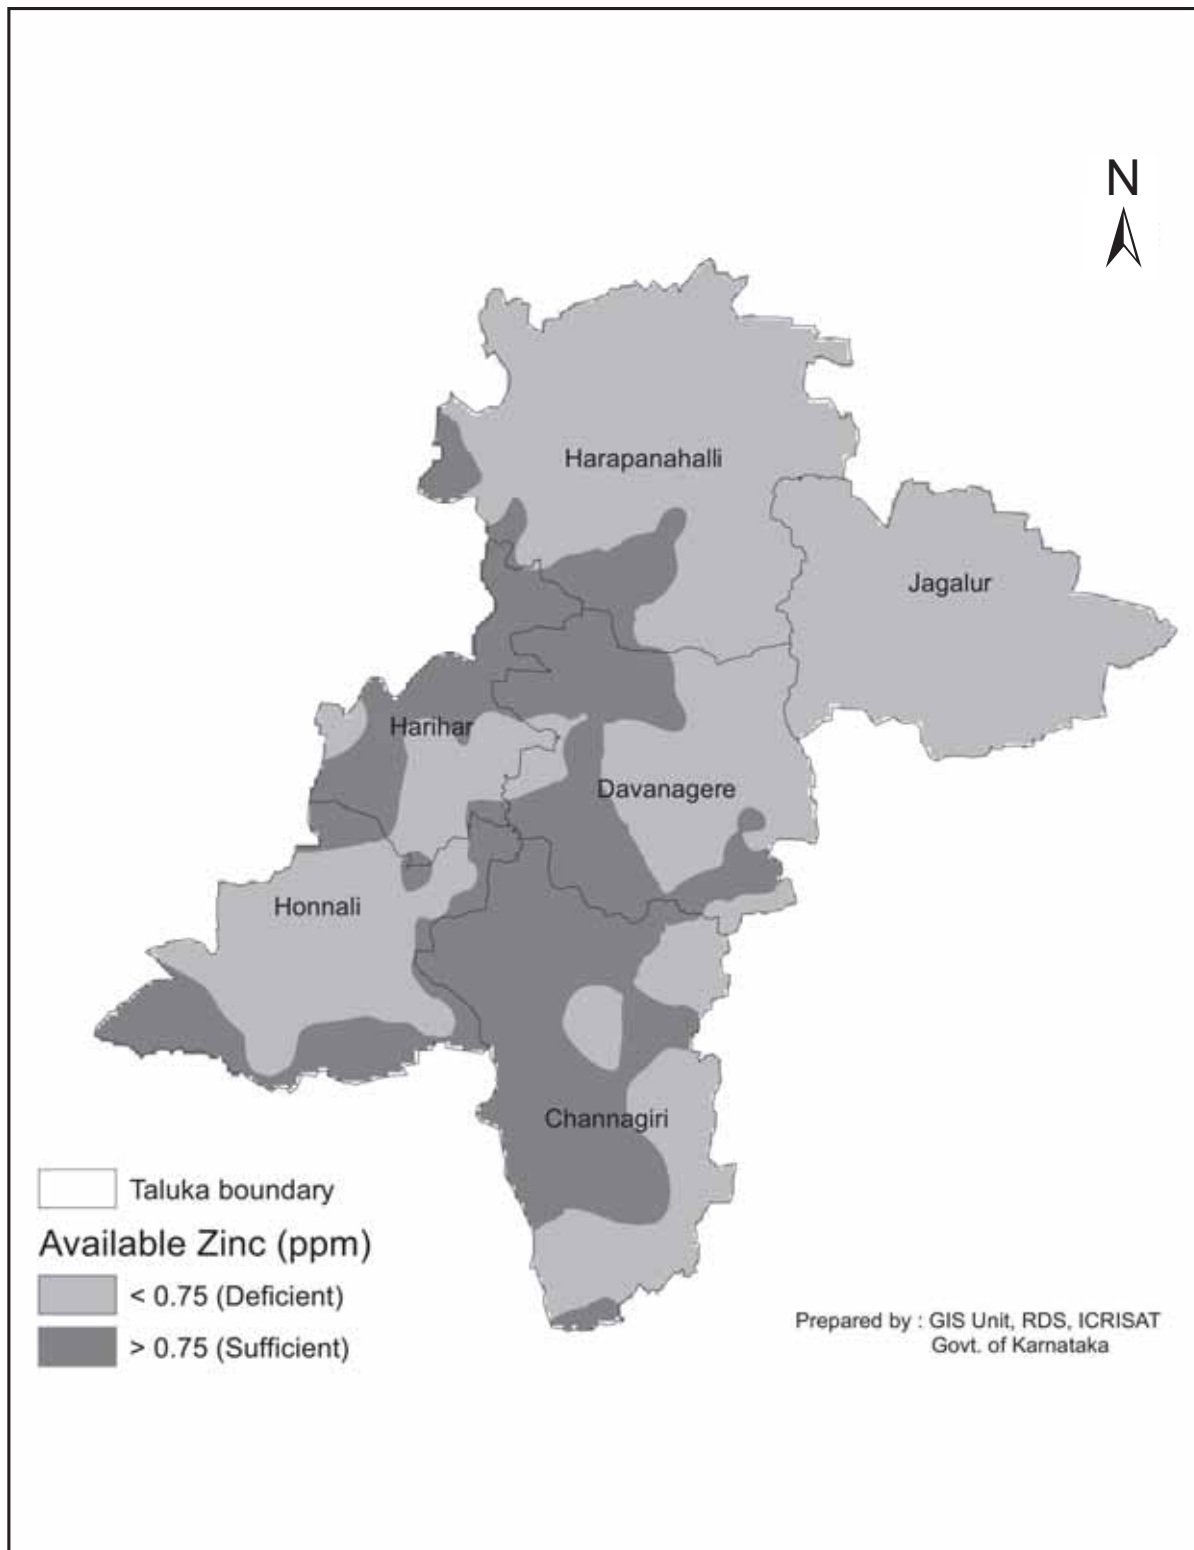 N
Harapanahalli
Jagalur
Harihar
Davanagere
Honnali
Channagiri
Taluka boundary
Available Zinc (ppm)
< 0.75 (Deficient)
> 0.75 (Sufficient)
Prepared by : GIS Unit, RDS, ICRISAT
Govt. of Karnataka